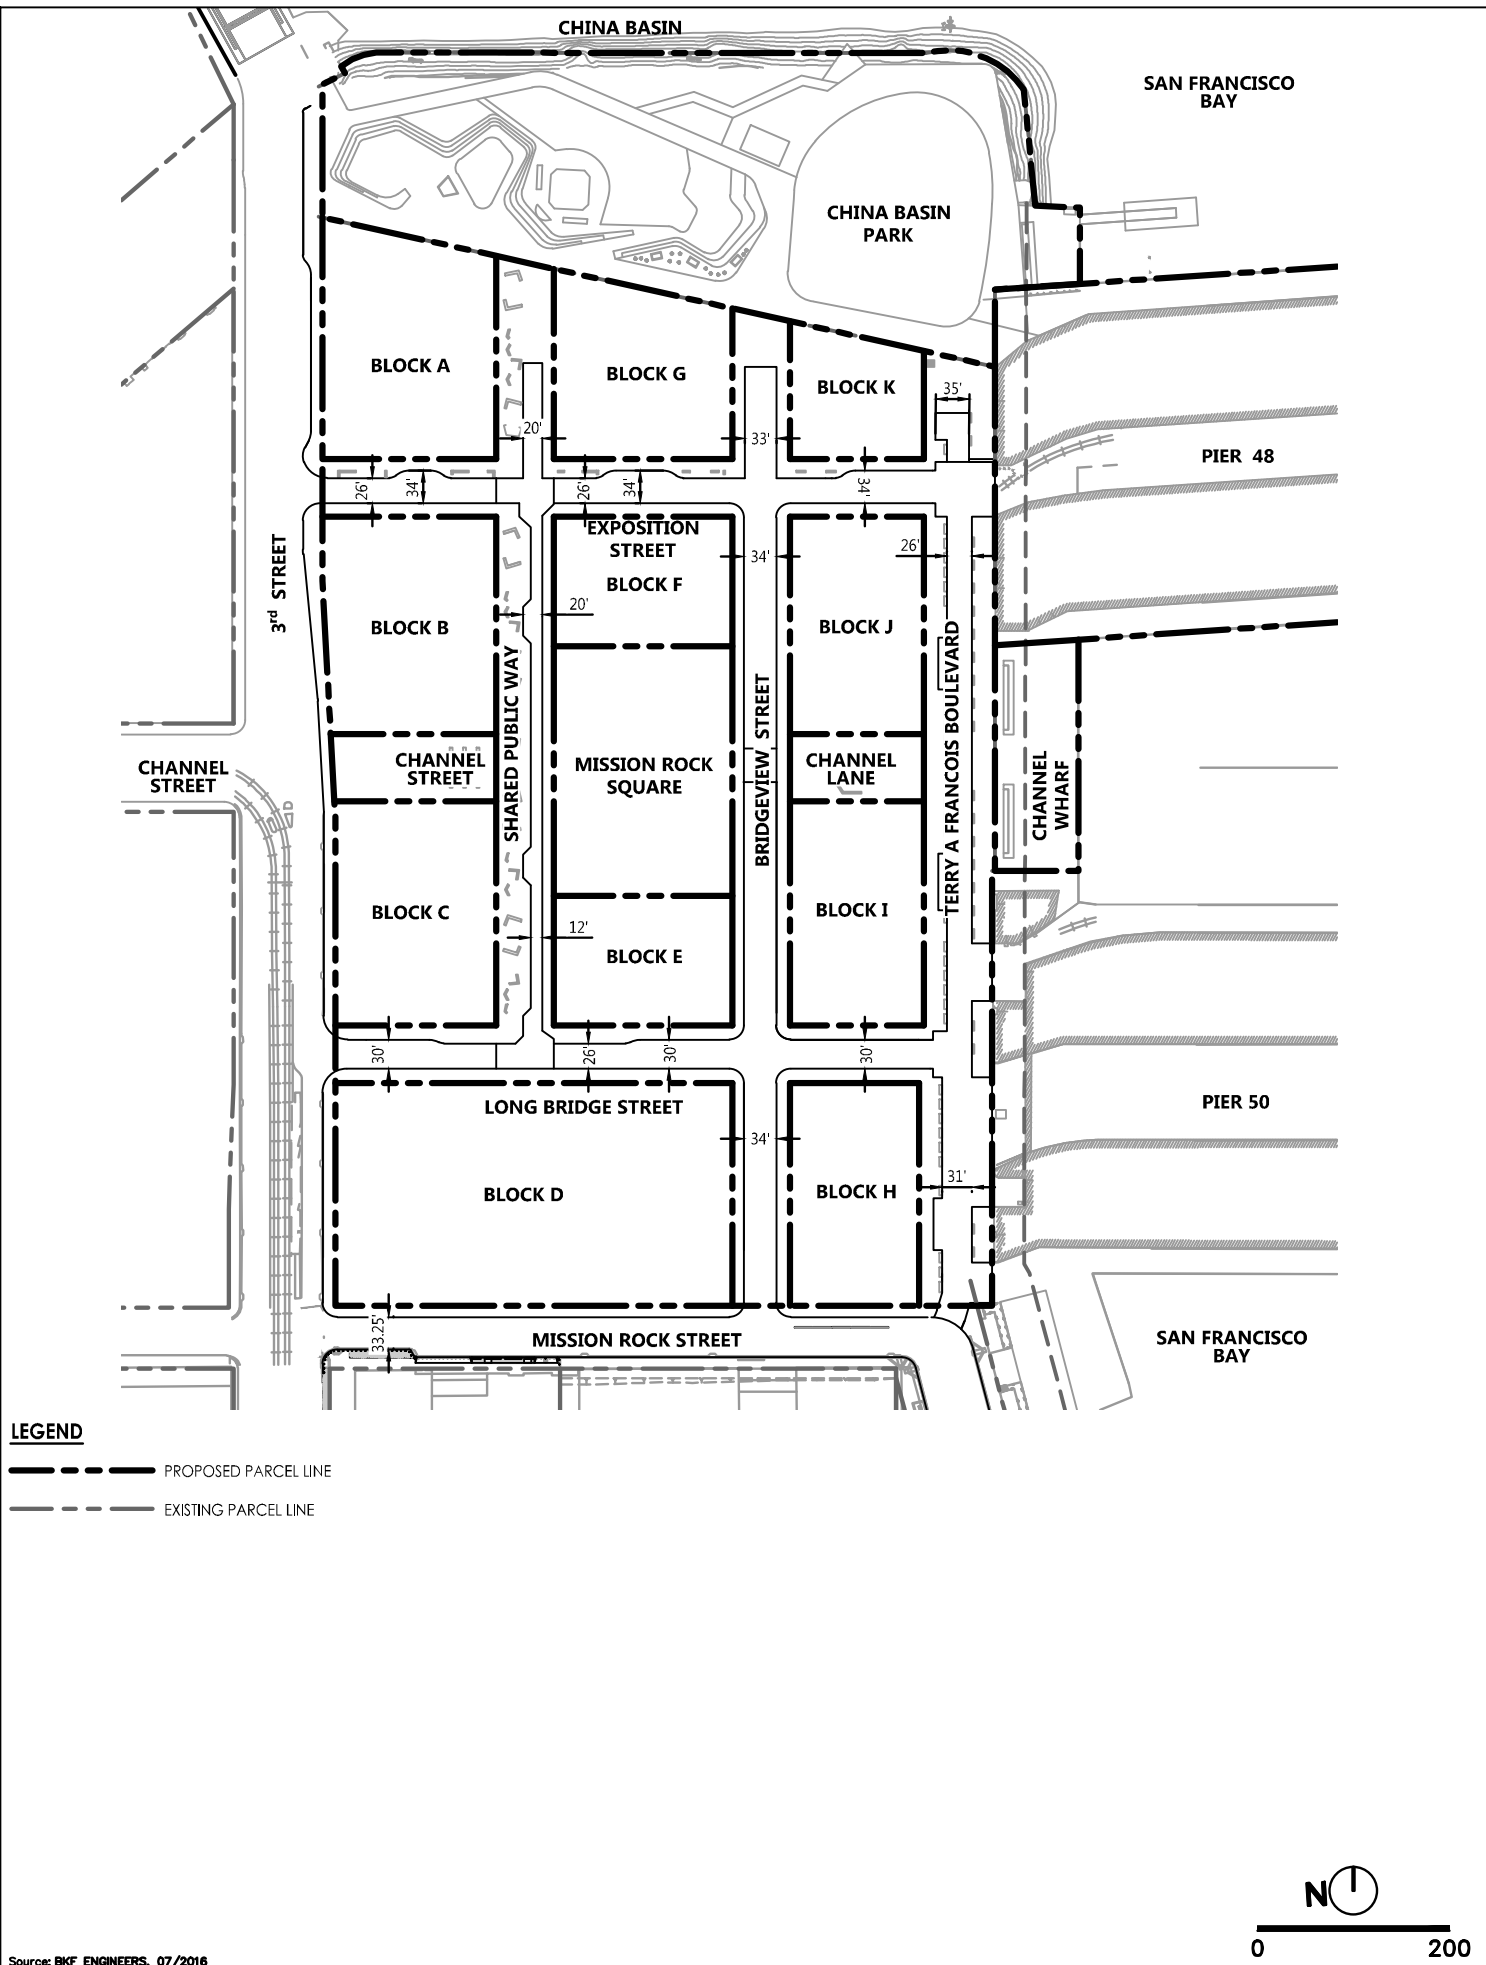 CHINA BASIN
SAN FRANCISCO
BAY
CHINA BASIN
PARK
BLOCK A
BLOCK G
BLOCK K
35'
20'
33'
PIER 48
26'
34'
26'
34'
34'
EXPOSITION
STREET
BLOCK F
34'
26'
3rd STREET
BLOCK B
20'
BLOCK J
SHARED PUBLIC WAY
BRIDGEVIEW STREET
TERRY A FRANCOIS BOULEVARD
CHANNEL
STREET
CHANNEL
STREET
MISSION ROCK
SQUARE
CHANNEL
LANE
CHANNEL
WHARF
BLOCK C
12'
BLOCK E
BLOCK I
30'
26'
30'
30'
LONG BRIDGE STREET
PIER 50
34'
31'
BLOCK D
BLOCK H
33.25'
MISSION ROCK STREET
SAN FRANCISCO
BAY
LEGEND
PROPOSED PARCEL LINE
EXISTING PARCEL LINE
N
0 200
Source: BKF ENGINEERS, 07/2016